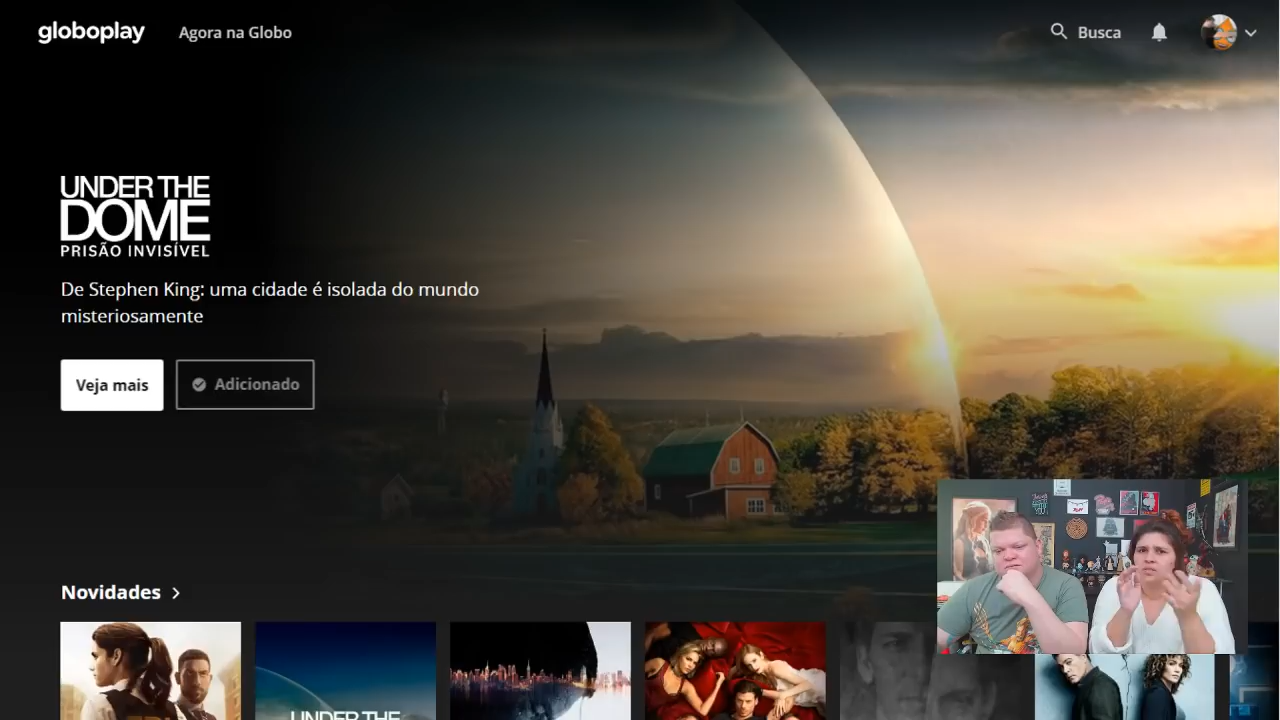 globoplay
Agora na Globo
Busca
UNDER THE
DOME
PRISÃO INVISÍVEL
De Stephen King: uma cidade é isolada do mundo
misteriosamente
Veja mais
Adicionado
Novidades
UNDER THE